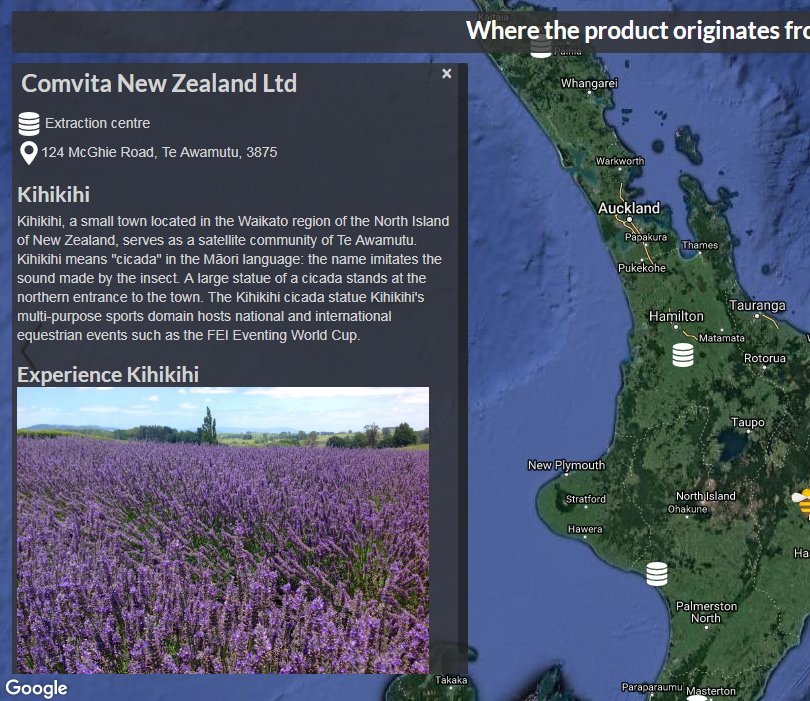 Kaitaia
Where the product originates fro
Paihia
Comvita New Zealand Ltd
×
Extraction centre
124 McGhie Road, Te Awamutu, 3875
Kihikihi
Kihikihi, a small town located in the Waikato region of the North Island
of New Zealand, serves as a satellite community of Te Awamutu.
Kihikihi means "cicada" in the Māori language: the name imitates the
sound made by the insect. A large statue of a cicada stands at the
northern entrance to the town. The Kihikihi cicada statue Kihikihi's
multi-purpose sports domain hosts national and international
equestrian events such as the FEI Eventing World Cup.
Experience Kihikihi
Whangarei
Warkworth
Auckland
Papakura
Thames
Pukekohe
Tauranga
Hamilton
Matamata
Rotorua
Taupo
New Plymouth
Stratford
North Island
Ohakune
Hawera
Ha
Palmerston
North
Takaka
Paraparaumu
Masterton
Google